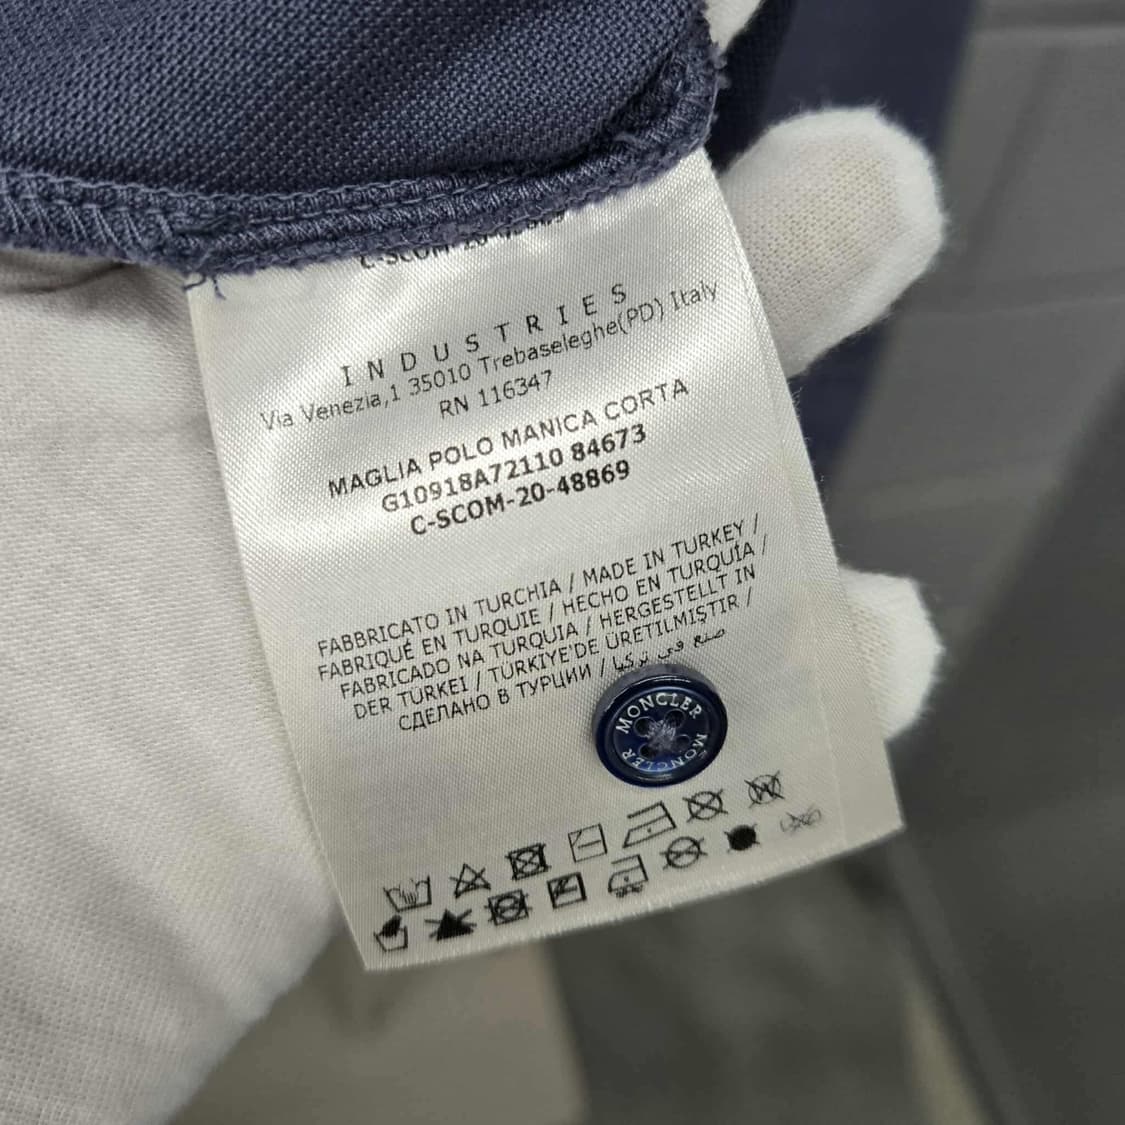 I N D U S T R I E S
Via Venezia,1 35010 Trebaseleghe(PD) Italy
RN 116347
MAGLIA POLO MANICA CORTA
G10918A72110 84673
C-SCOM-20-48869
FABBRICATO IN TURCHIA / MADE IN TURKEY /
FABRIQUÉ EN TURQUIE / HECHO EN TURQUÍA /
FABRICADO NA TURQUIA / HERGESTELLT IN
DER TÜRKEI / TÜRKIYE'DE ÜRETILMIŞTIR /
СДЕЛАНО В ТУРЦИИ / صنع في تركيا
MONCLER
MONCLER